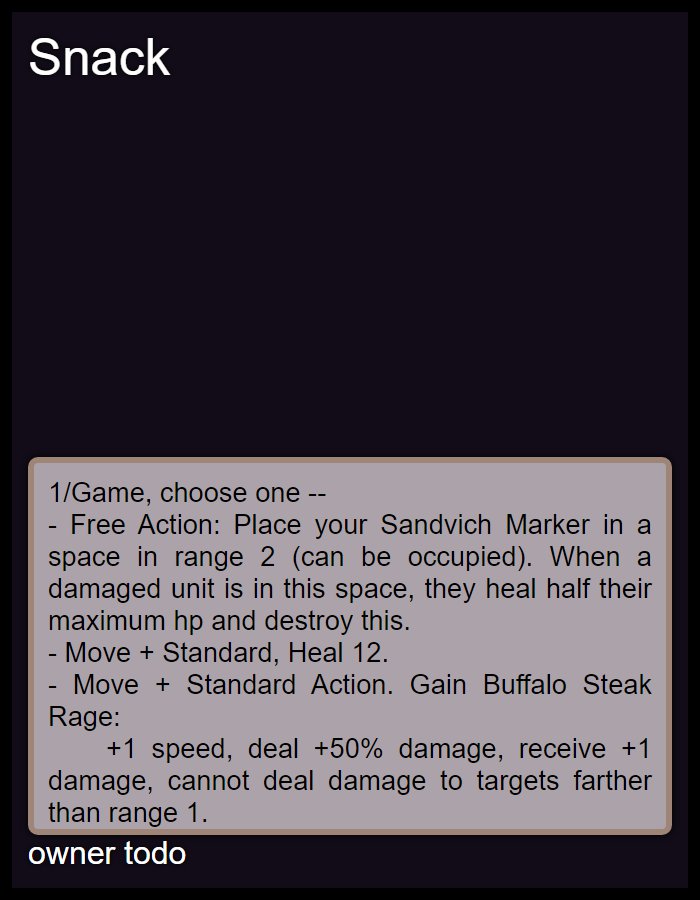 Snack
1/Game, choose one --
- Free Action: Place your Sandvich Marker in a
space in range 2 (can be occupied). When a
damaged unit is in this space, they heal half their
maximum hp and destroy this.
- Move + Standard, Heal 12.
- Move + Standard Action. Gain Buffalo Steak
Rage:
+1 speed, deal +50% damage, receive +1
damage, cannot deal damage to targets farther
than range 1.
owner todo